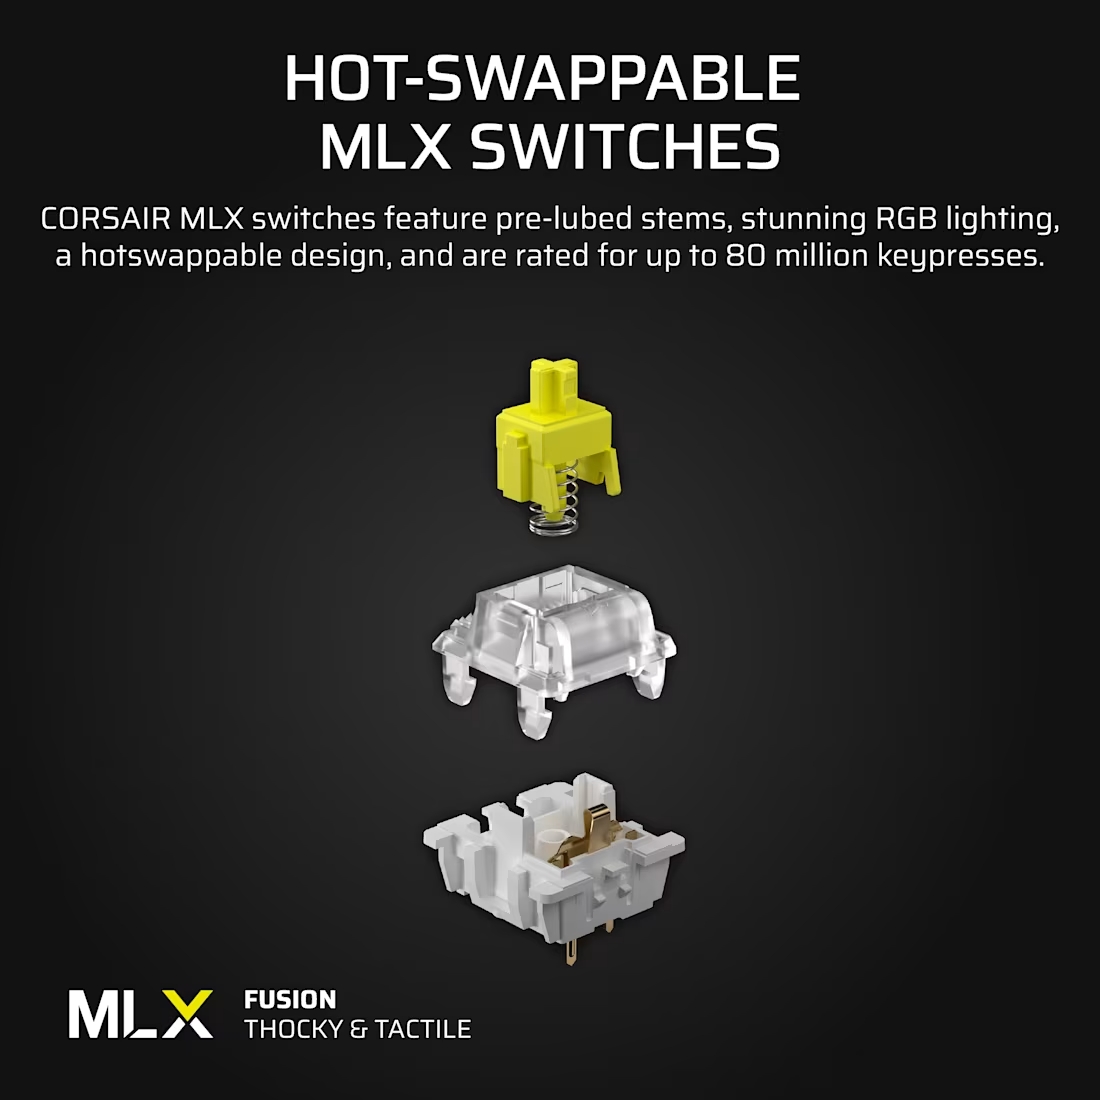 HOT-SWAPPABLE
MLX SWITCHES
CORSAIR MLX switches feature pre-lubed stems, stunning RGB lighting,
a hotswappable design, and are rated for up to 80 million keypresses.
MLX
FUSION
THOCKY & TACTILE